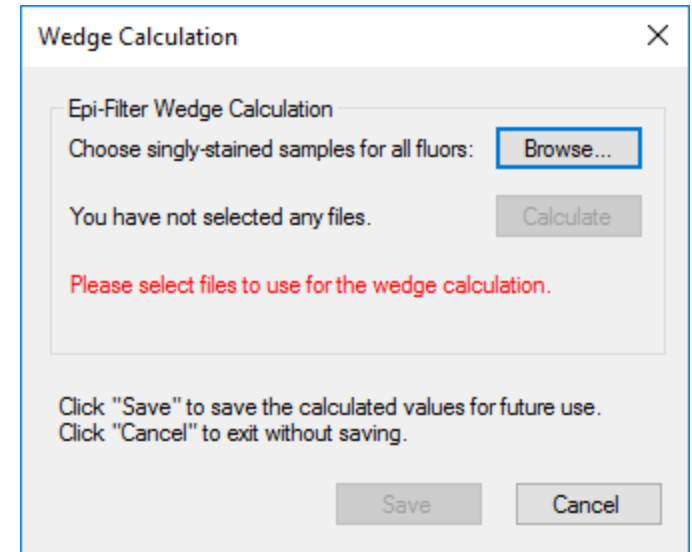 Wedge Calculation
Epi-Filter Wedge Calculation
Choose singly-stained samples for all fluors: Browse...
You have not selected any files. Calculate
Please select files to use for the wedge calculation.
Click "Save" to save the calculated values for future use.
Click "Cancel" to exit without saving.
Save Cancel